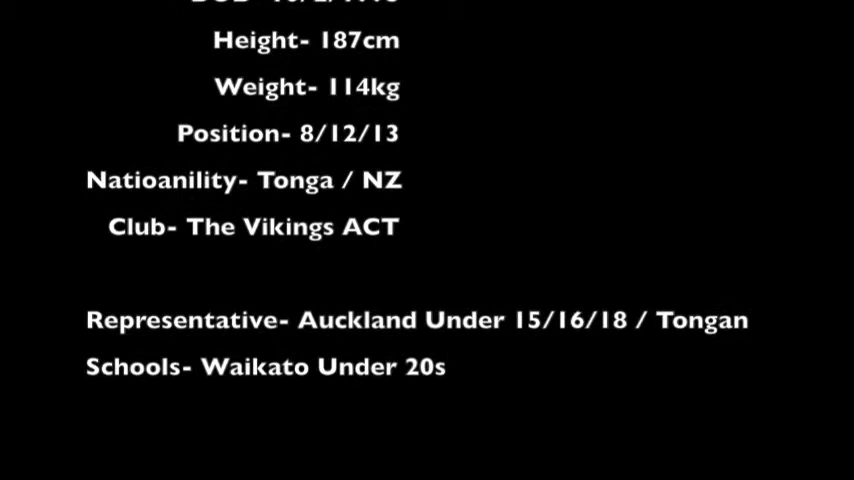 Height- 187cm
Weight- 114kg
Position- 8/12/13
Natioanility- Tonga / NZ
Club- The Vikings ACT
Representative- Auckland Under 15/16/18 / Tongan
Schools- Waikato Under 20s